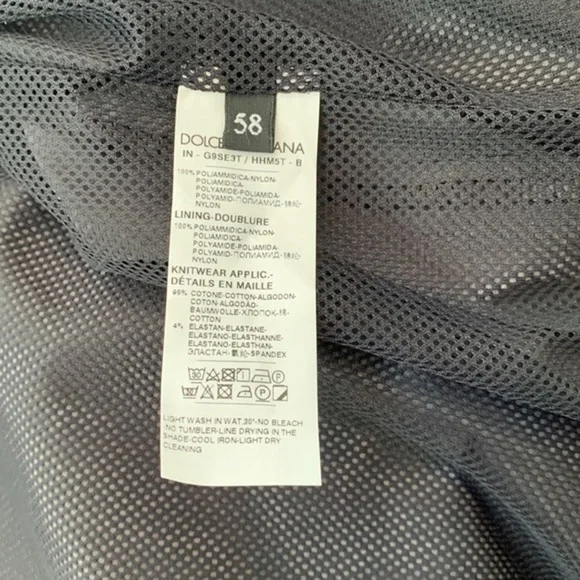 58
DOLCE ANA
IN - G9SE3T / HHM5T - B
100% POLIAMMIDICA-NYLON-
POLIAMIDICA-
POLYAMIDE-POLIAMIDA-
POLYAMID-ПОЛИАМИД-
NYLON
LINING-DOUBLURE
100% POLIAMMIDICA-NYLON-
POLIAMIDICA-
POLYAMIDE-POLIAMIDA-
POLYAMID-ПОЛИАМИД-
NYLON
KNITWEAR APPLIC.-
DÉTAILS EN MAILLE
96% COTONE-COTTON-ALGODON-
COTON-ALGODÃO-
BAUMWOLLE-ХЛОПОК-
COTTON
4% ELASTAN-ELASTANE-
ELASTANO-ELASTHANNE-
ELASTANO-ELASTHAN-
ЭЛАСТАН- -SPANDEX
LIGHT WASH IN WAT.30°-NO BLEACH
-NO TUMBLER-LINE DRYING IN THE
SHADE-COOL IRON-LIGHT DRY
CLEANING